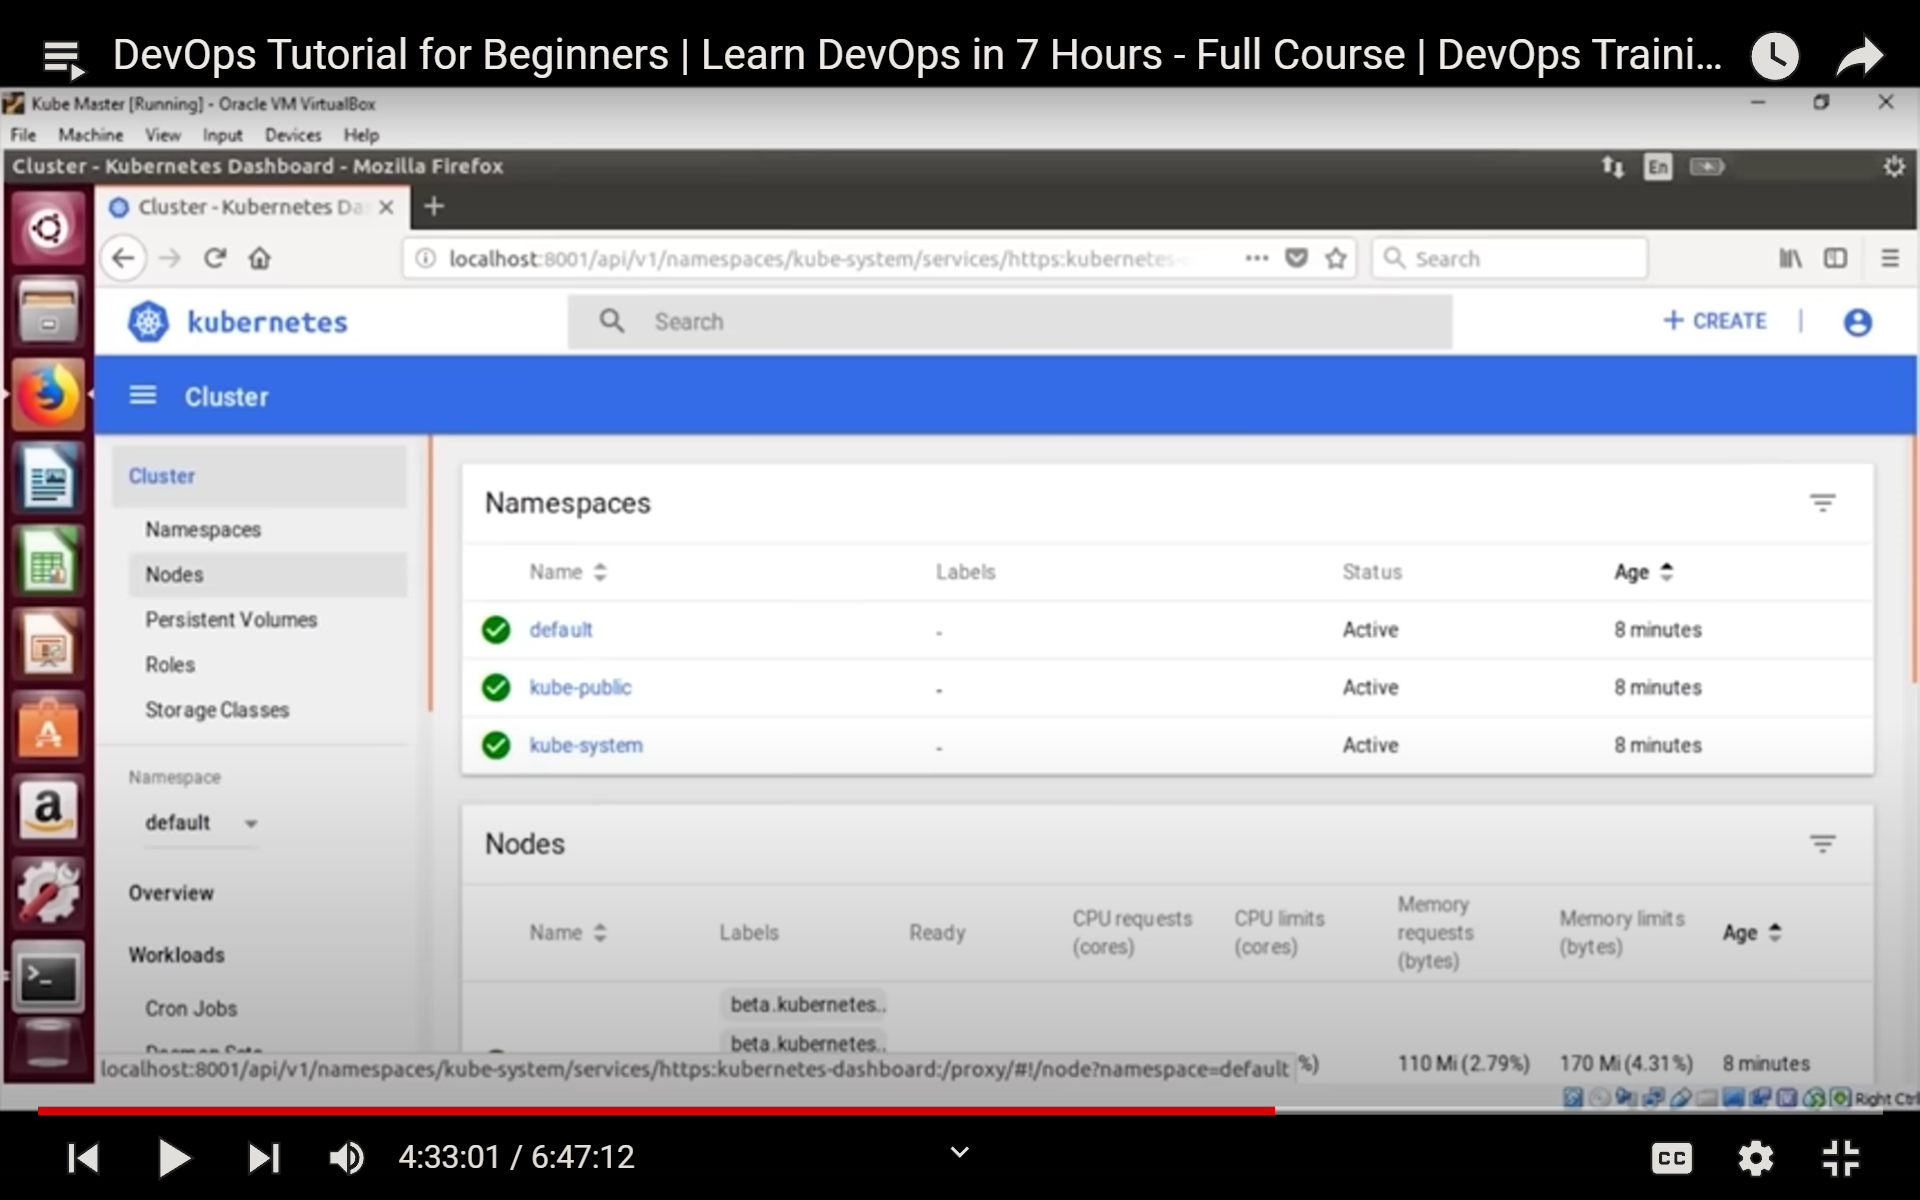 DevOps Tutorial for Beginners | Learn DevOps in 7 Hours - Full Course | DevOps Traini...
Kube Master [Running] - Oracle VM VirtualBox
File Machine View Input Devices Help
Cluster - Kubernetes Dashboard - Mozilla Firefox
En
Cluster - Kubernetes Da
localhost:8001/api/v1/namespaces/kube-system/services/https:kubernetes-
Search
kubernetes
Search
CREATE
Cluster
Cluster
Namespaces
Nodes
Persistent Volumes
Roles
Storage Classes
Namespace
default
Overview
Workloads
Cron Jobs
Namespaces
Name Labels Status Age
default - Active 8 minutes
kube-public - Active 8 minutes
kube-system - Active 8 minutes
Nodes
Name Labels Ready CPU requests (cores) CPU limits (cores) Memory requests (bytes) Memory limits (bytes) Age
beta.kubernetes..
beta.kubernetes..
%) 110 Mi (2.79%) 170 Mi (4.31%) 8 minutes
localhost:8001/api/v1/namespaces/kube-system/services/https:kubernetes-dashboard:/proxy/#!/node?namespace=default
Right Ctrl
4:33:01 / 6:47:12
CC